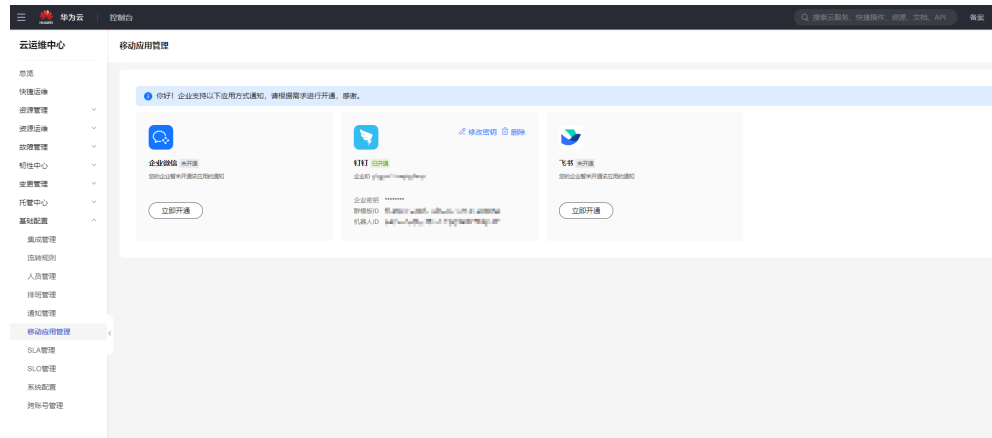 HUAWEI 华为云 控制台 搜索云服务、快捷操作、资源、文档、API 备案
云运维中心
移动应用管理
总览
快捷运维
资源管理
资源运维
故障管理
韧性中心
变更管理
托管中心
基础配置
集成管理
流转规则
人员管理
排班管理
通知管理
移动应用管理
SLA管理
SLO管理
系统配置
跨账号管理
你好！企业支持以下应用方式通知，请根据需求进行开通，感谢。
企业微信 未开通
您的企业暂未开通该应用的通知
立即开通
修改密钥 删除
钉钉 已开通
企业ID
企业密钥 ********
群模板ID
机器人ID
飞书 未开通
您的企业暂未开通该应用的通知
立即开通